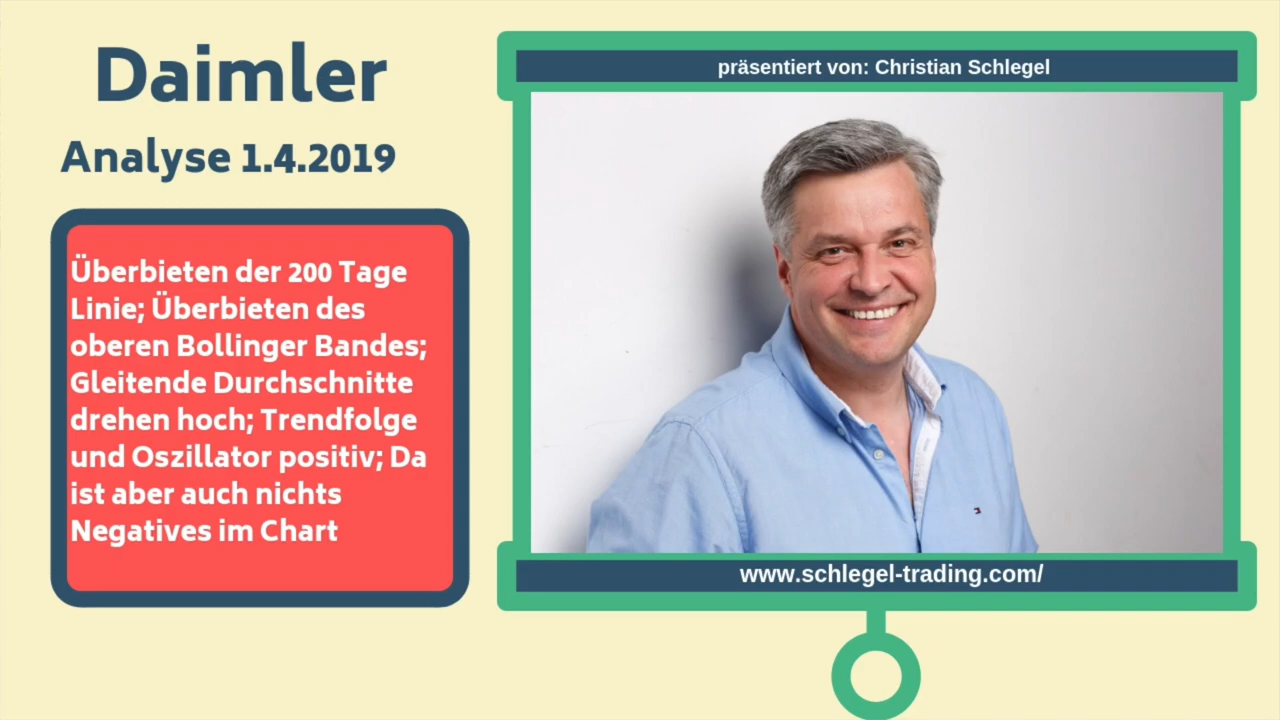 Daimler
Analyse 1.4.2019
Überbieten der 200 Tage
Linie; Überbieten des
oberen Bollinger Bandes;
Gleitende Durchschnitte
drehen hoch; Trendfolge
und Oszillator positiv; Da
ist aber auch nichts
Negatives im Chart
präsentiert von: Christian Schlegel
www.schlegel-trading.com/